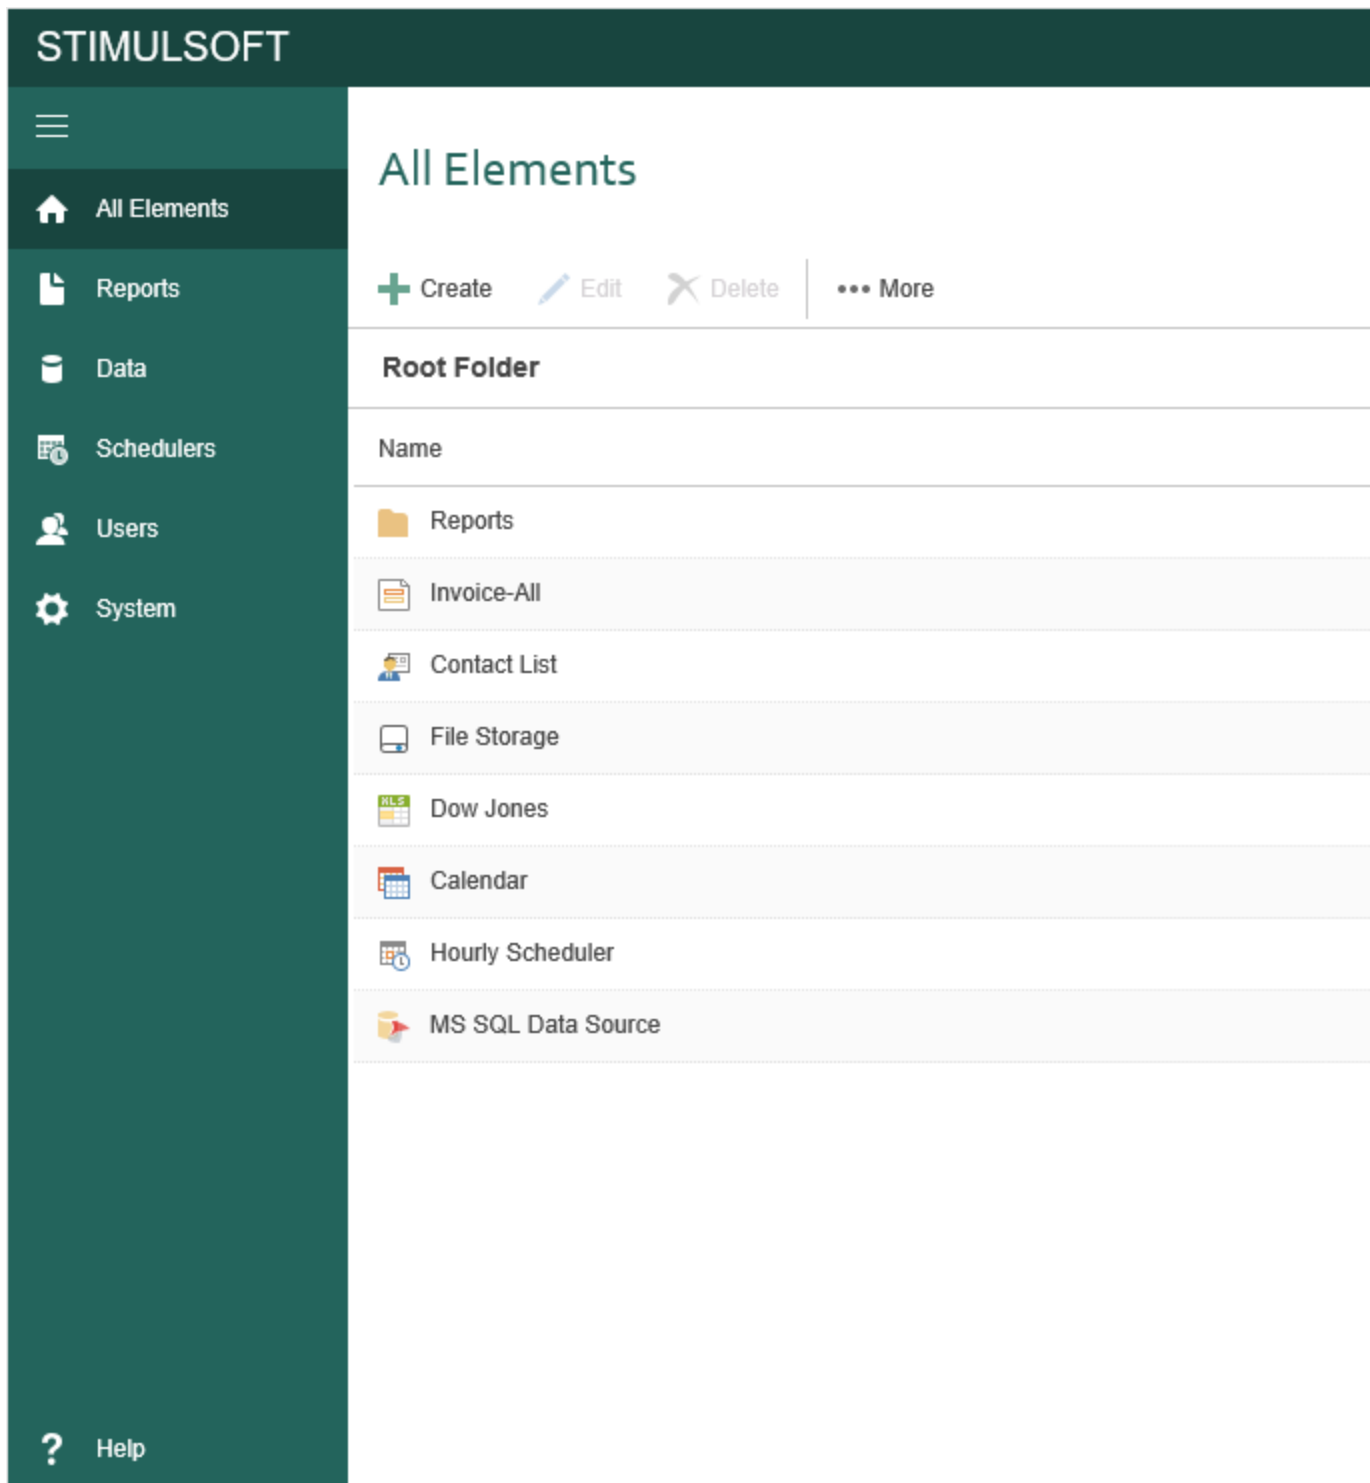 STIMULSOFT
All Elements
Reports
Data
Schedulers
Users
System
Help
All Elements
Create Edit Delete ••• More
Root Folder
Name
Reports
Invoice-All
Contact List
File Storage
XLS Dow Jones
Calendar
Hourly Scheduler
MS SQL Data Source